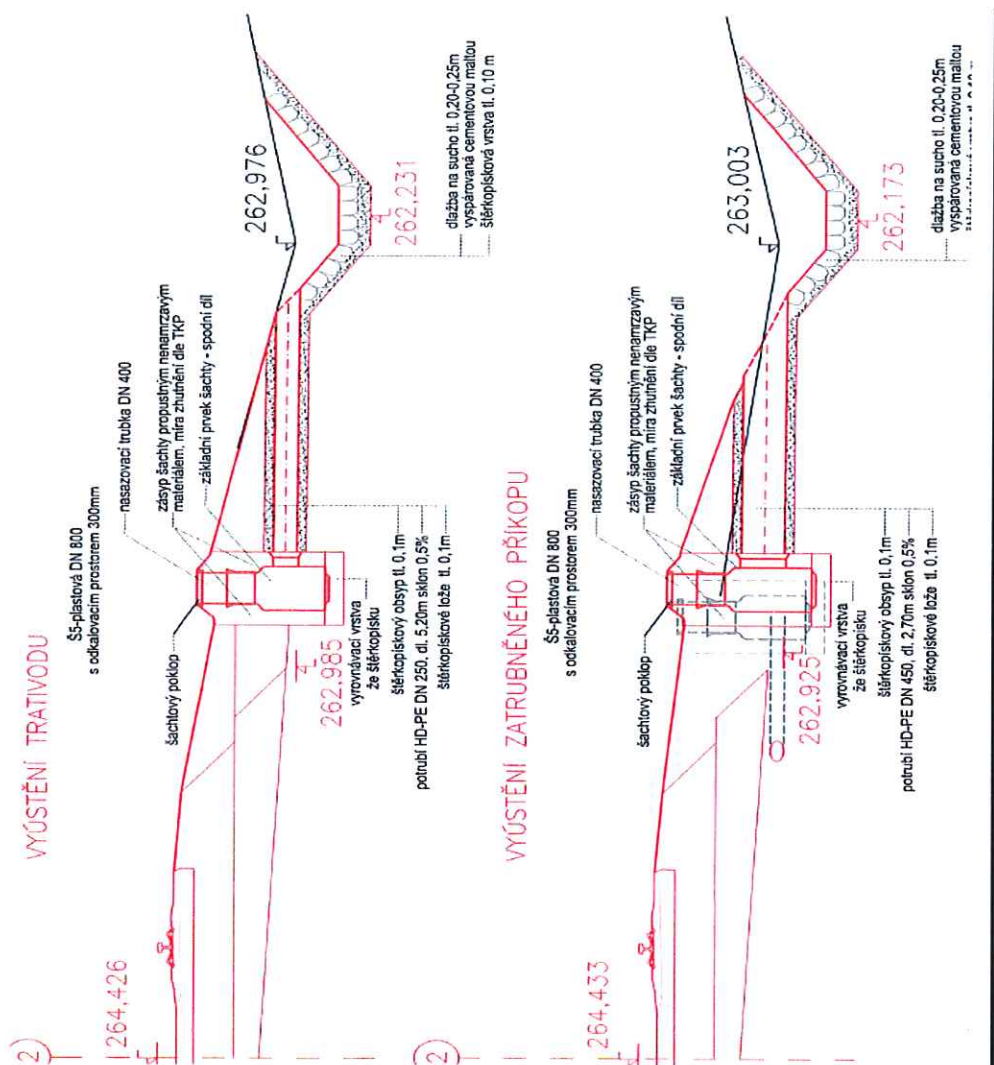 2
VYÚSTĚNÍ TRATIVODU
264,426
ŠŠ-plastová DN 800
s odkalovacím prostorem 300mm
šachtový poklop
nasazovací trubka DN 400
zásyp šachty propustným nenamrzavým
materiálem, míra zhutnění dle TKP
základní prvek šachty - spodní díl
262,976
262,985
vyrovnávací vrstva
že štěrkopísku
štěrkopískový obsyp tl. 0,1m
potrubí HD-PE DN 250, dl. 5,20m sklon 0,5%
štěrkopískové lože tl. 0,1m
262,231
dlažba na sucho tl. 0,20-0,25m
vyspárovaná cementovou maltou
štěrkopísková vrstva tl. 0,10 m
2
VYÚSTĚNÍ ZATRUBNĚNÉHO PŘÍKOPU
264,433
ŠŠ-plastová DN 800
s odkalovacím prostorem 300mm
šachtový poklop
nasazovací trubka DN 400
zásyp šachty propustným nenamrzavým
materiálem, míra zhutnění dle TKP
základní prvek šachty - spodní díl
263,003
262,925
vyrovnávací vrstva
že štěrkopísku
štěrkopískový obsyp tl. 0,1m
potrubí HD-PE DN 450, dl. 2,70m sklon 0,5%
štěrkopískové lože tl. 0,1m
262,173
dlažba na sucho tl. 0,20-0,25m
vyspárovaná cementovou maltou